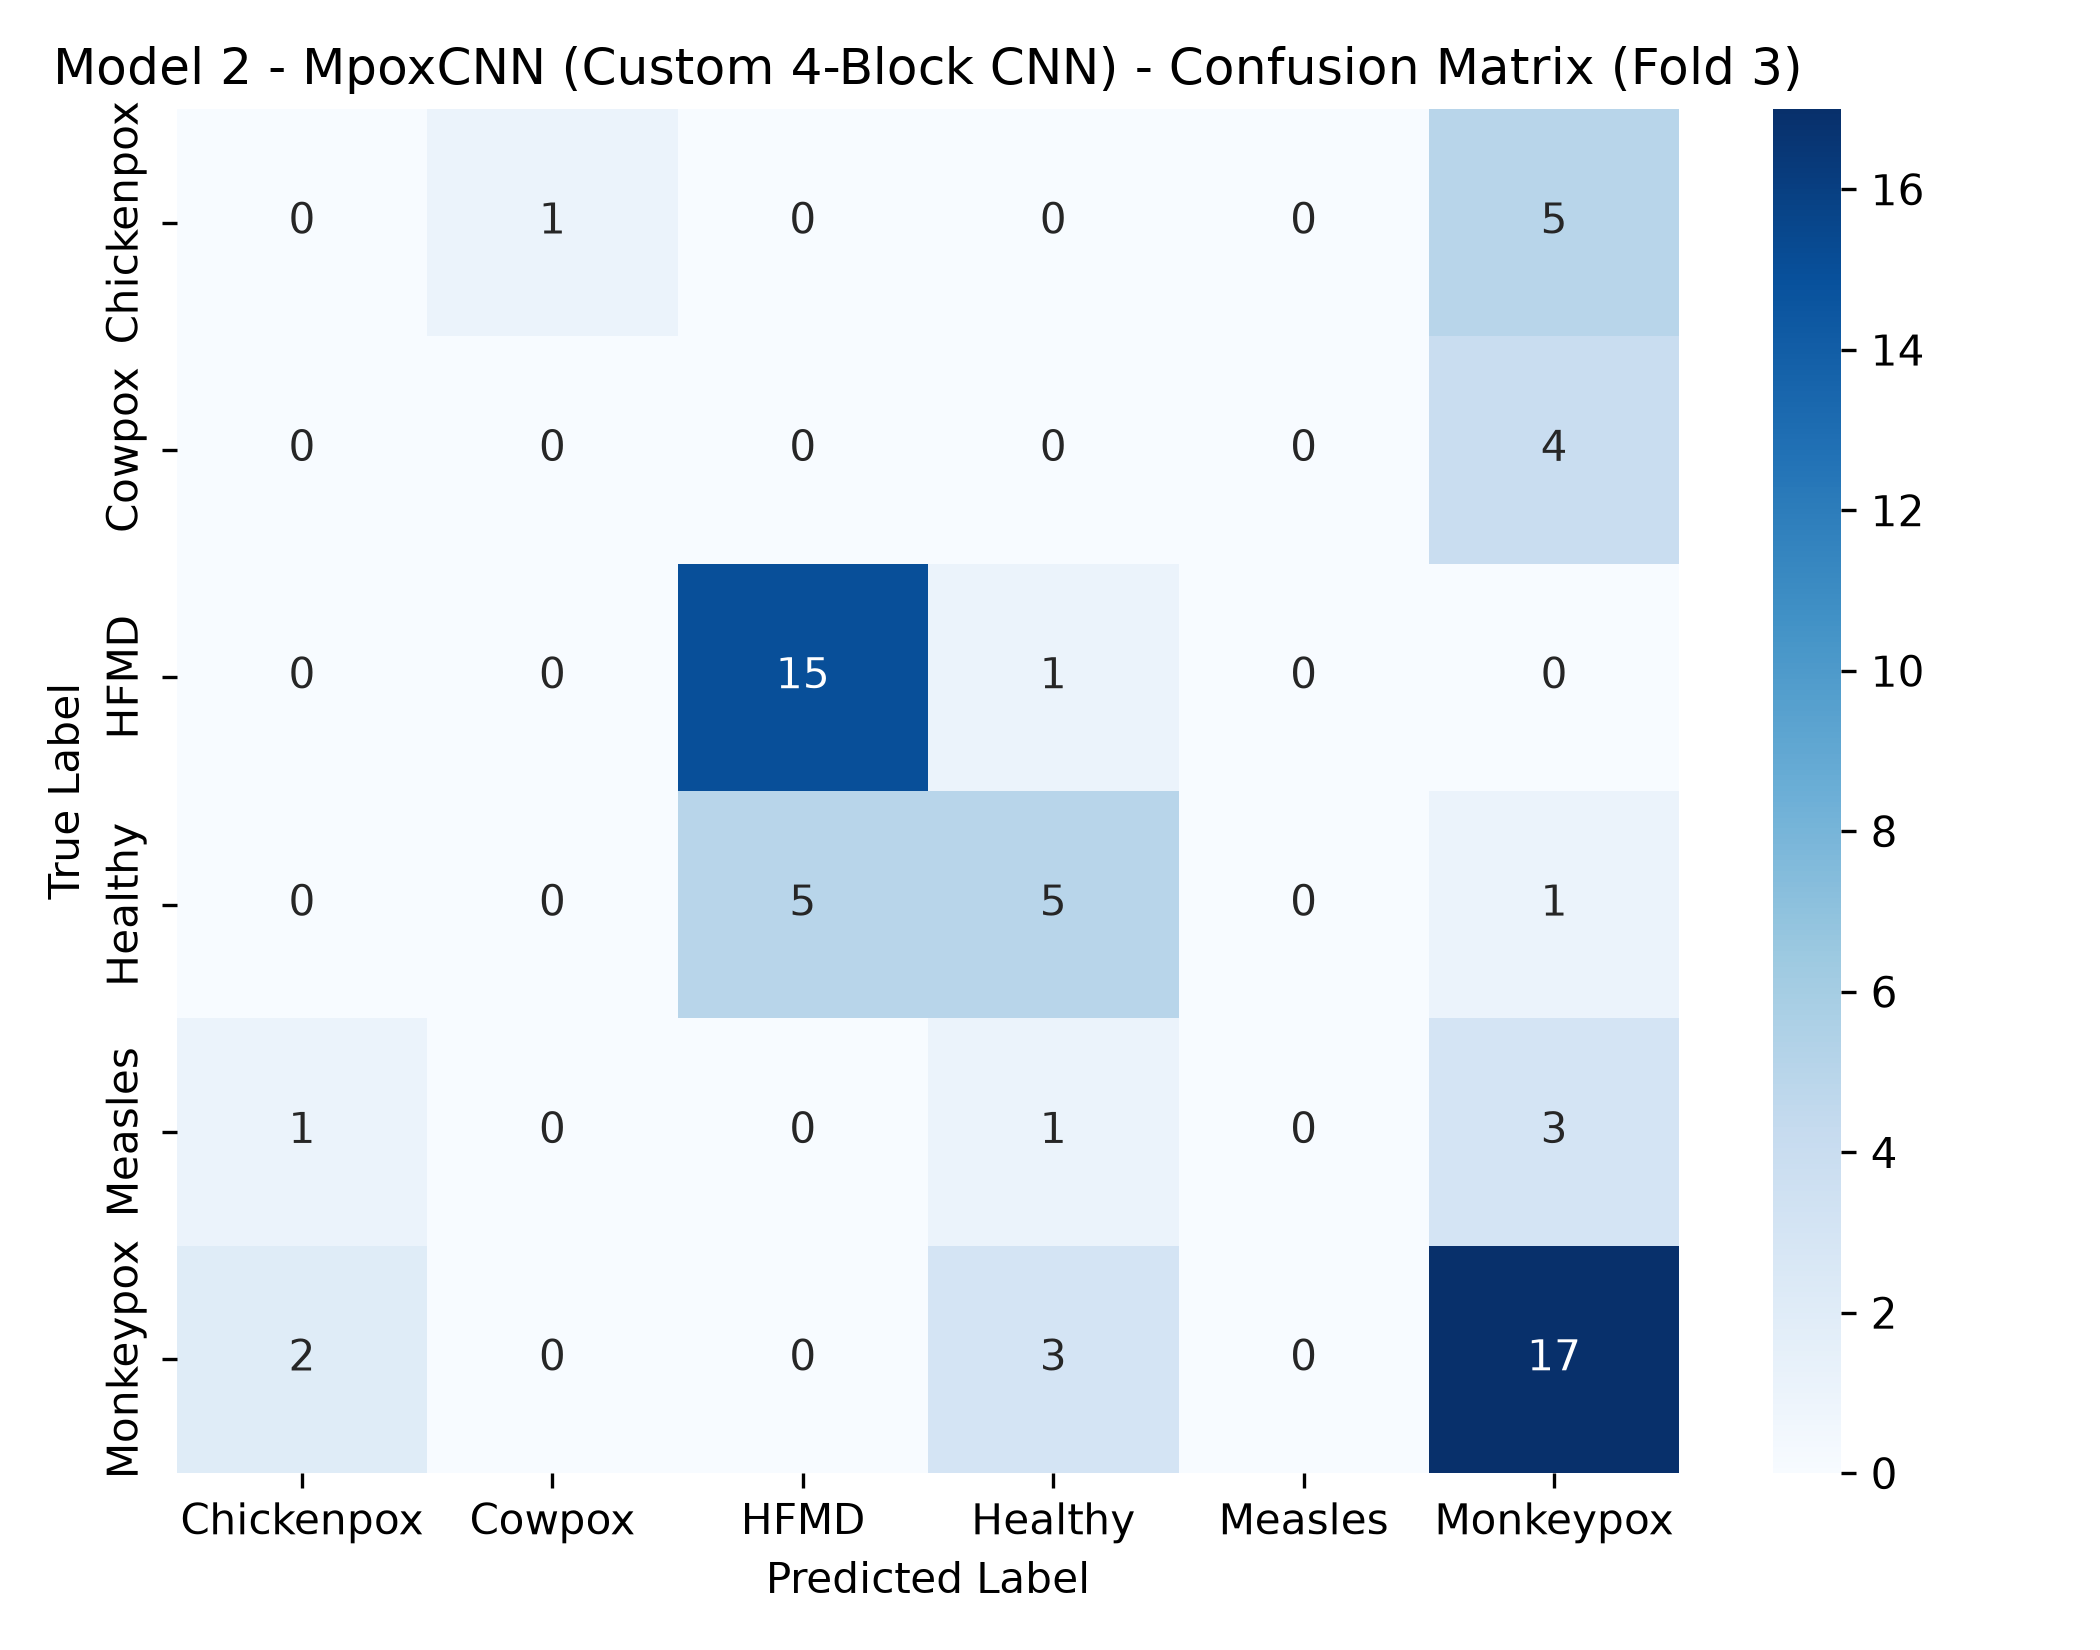 Model 2 - MpoxCNN (Custom 4-Block CNN) - Confusion Matrix (Fold 3)
True Label
Chickenpox 0 1 0 0 0 5
Cowpox 0 0 0 0 0 4
HFMD 0 0 15 1 0 0
Healthy 0 0 5 5 0 1
Measles 1 0 0 1 0 3
Monkeypox 2 0 0 3 0 17
Chickenpox Cowpox HFMD Healthy Measles Monkeypox
Predicted Label
16
14
12
10
8
6
4
2
0